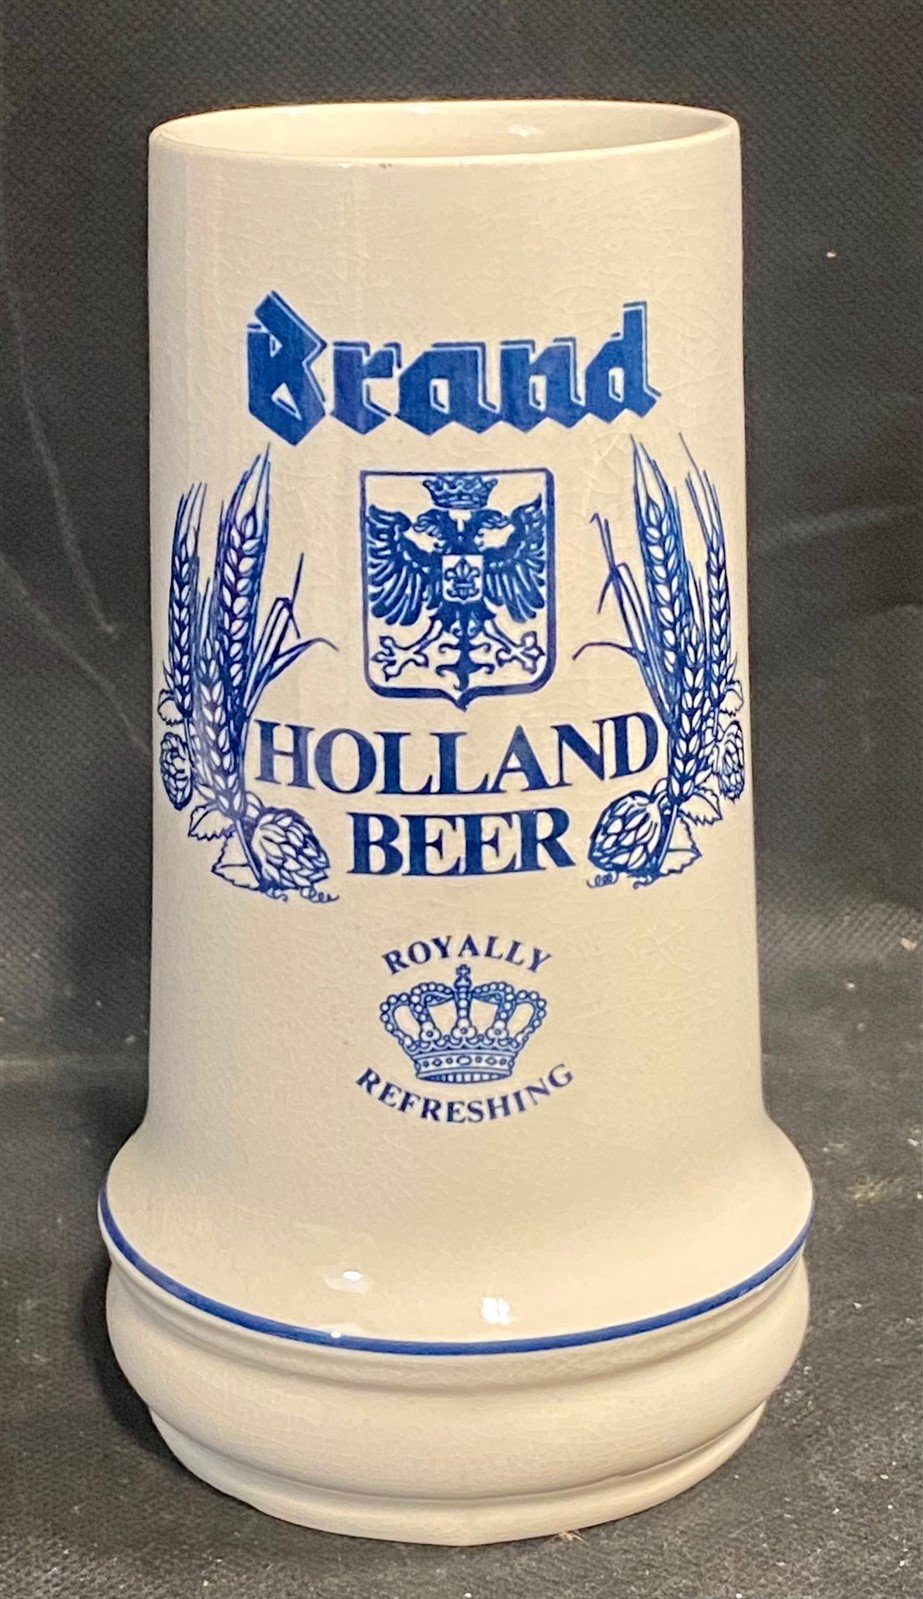 Brand
HOLLAND
BEER
ROYALLY
REFRESHING